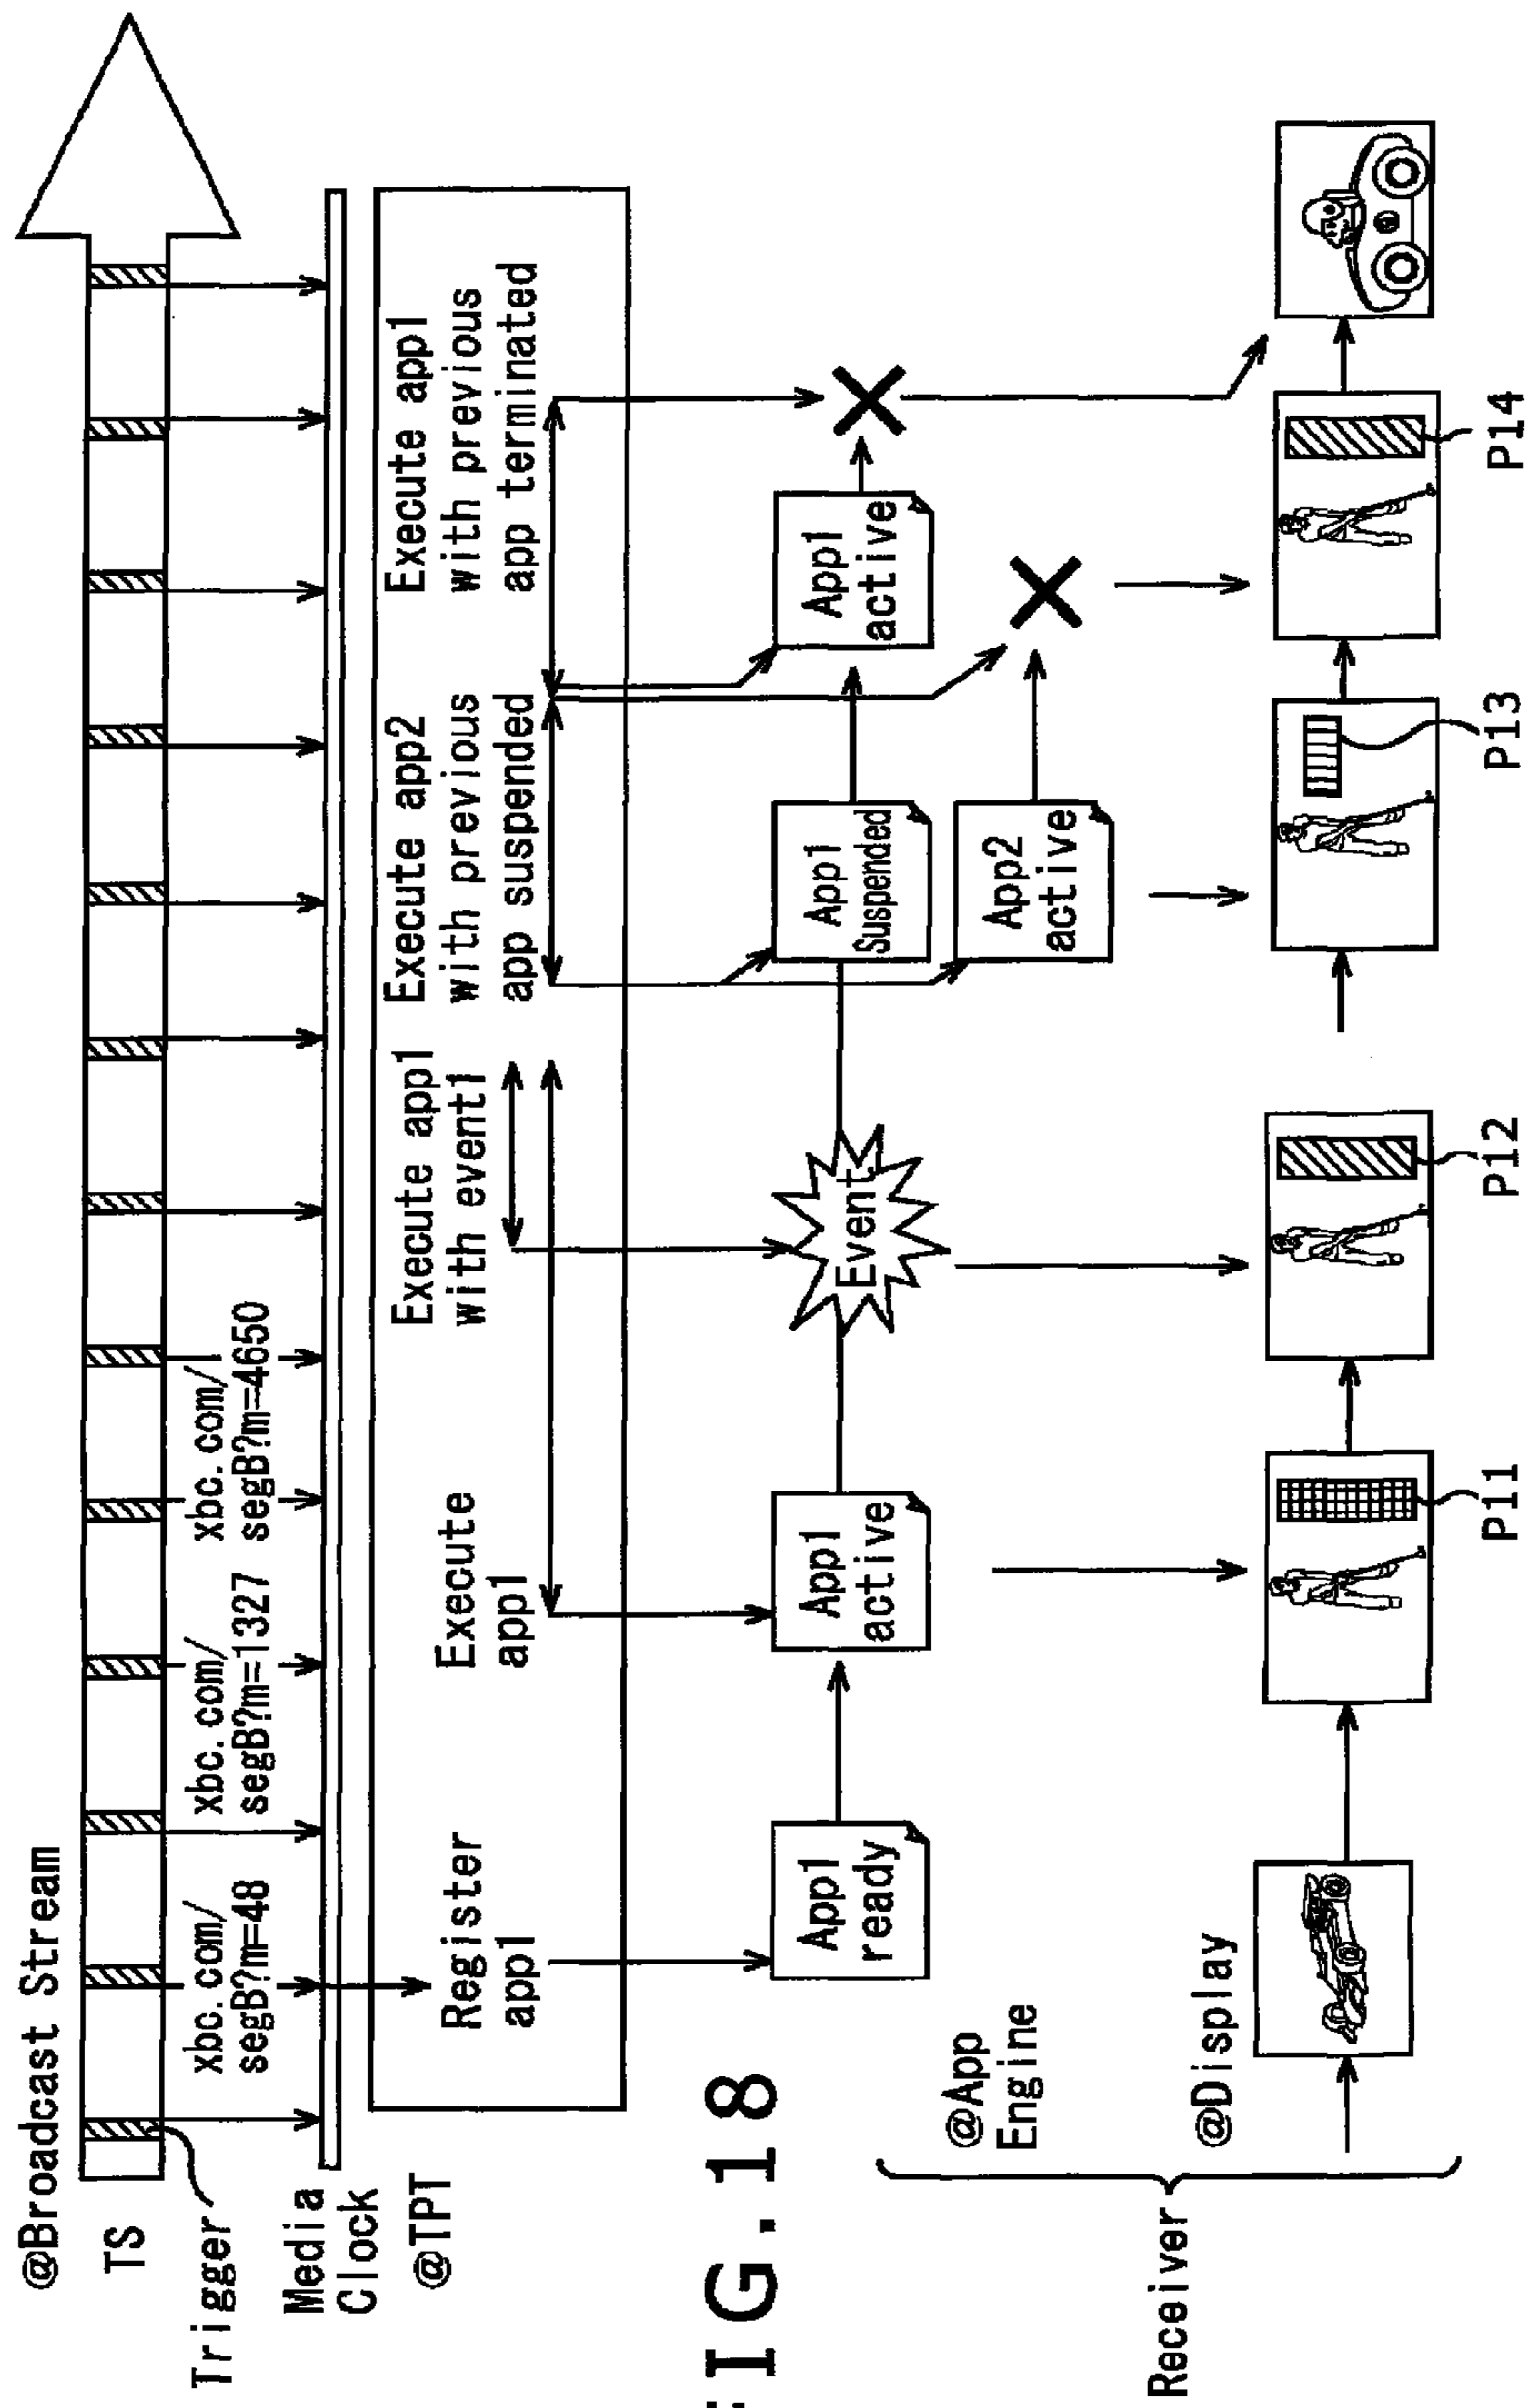 @Broadcast Stream
TS
Trigger
xbc.com/
segB?m=48
xbc.com/
segB?m=1327
xbc.com/
segB?m=4650
Media
Clock
@TPT
Register
app1
Execute
app1
Execute app1
with event1
Execute app2
with previous
app suspended
Execute app1
with previous
app terminated
FIG.18
Receiver
@App
Engine
App1
ready
App1
active
Event
App1
Suspended
App2
active
App1
active
@Display
P11
P12
P13
P14